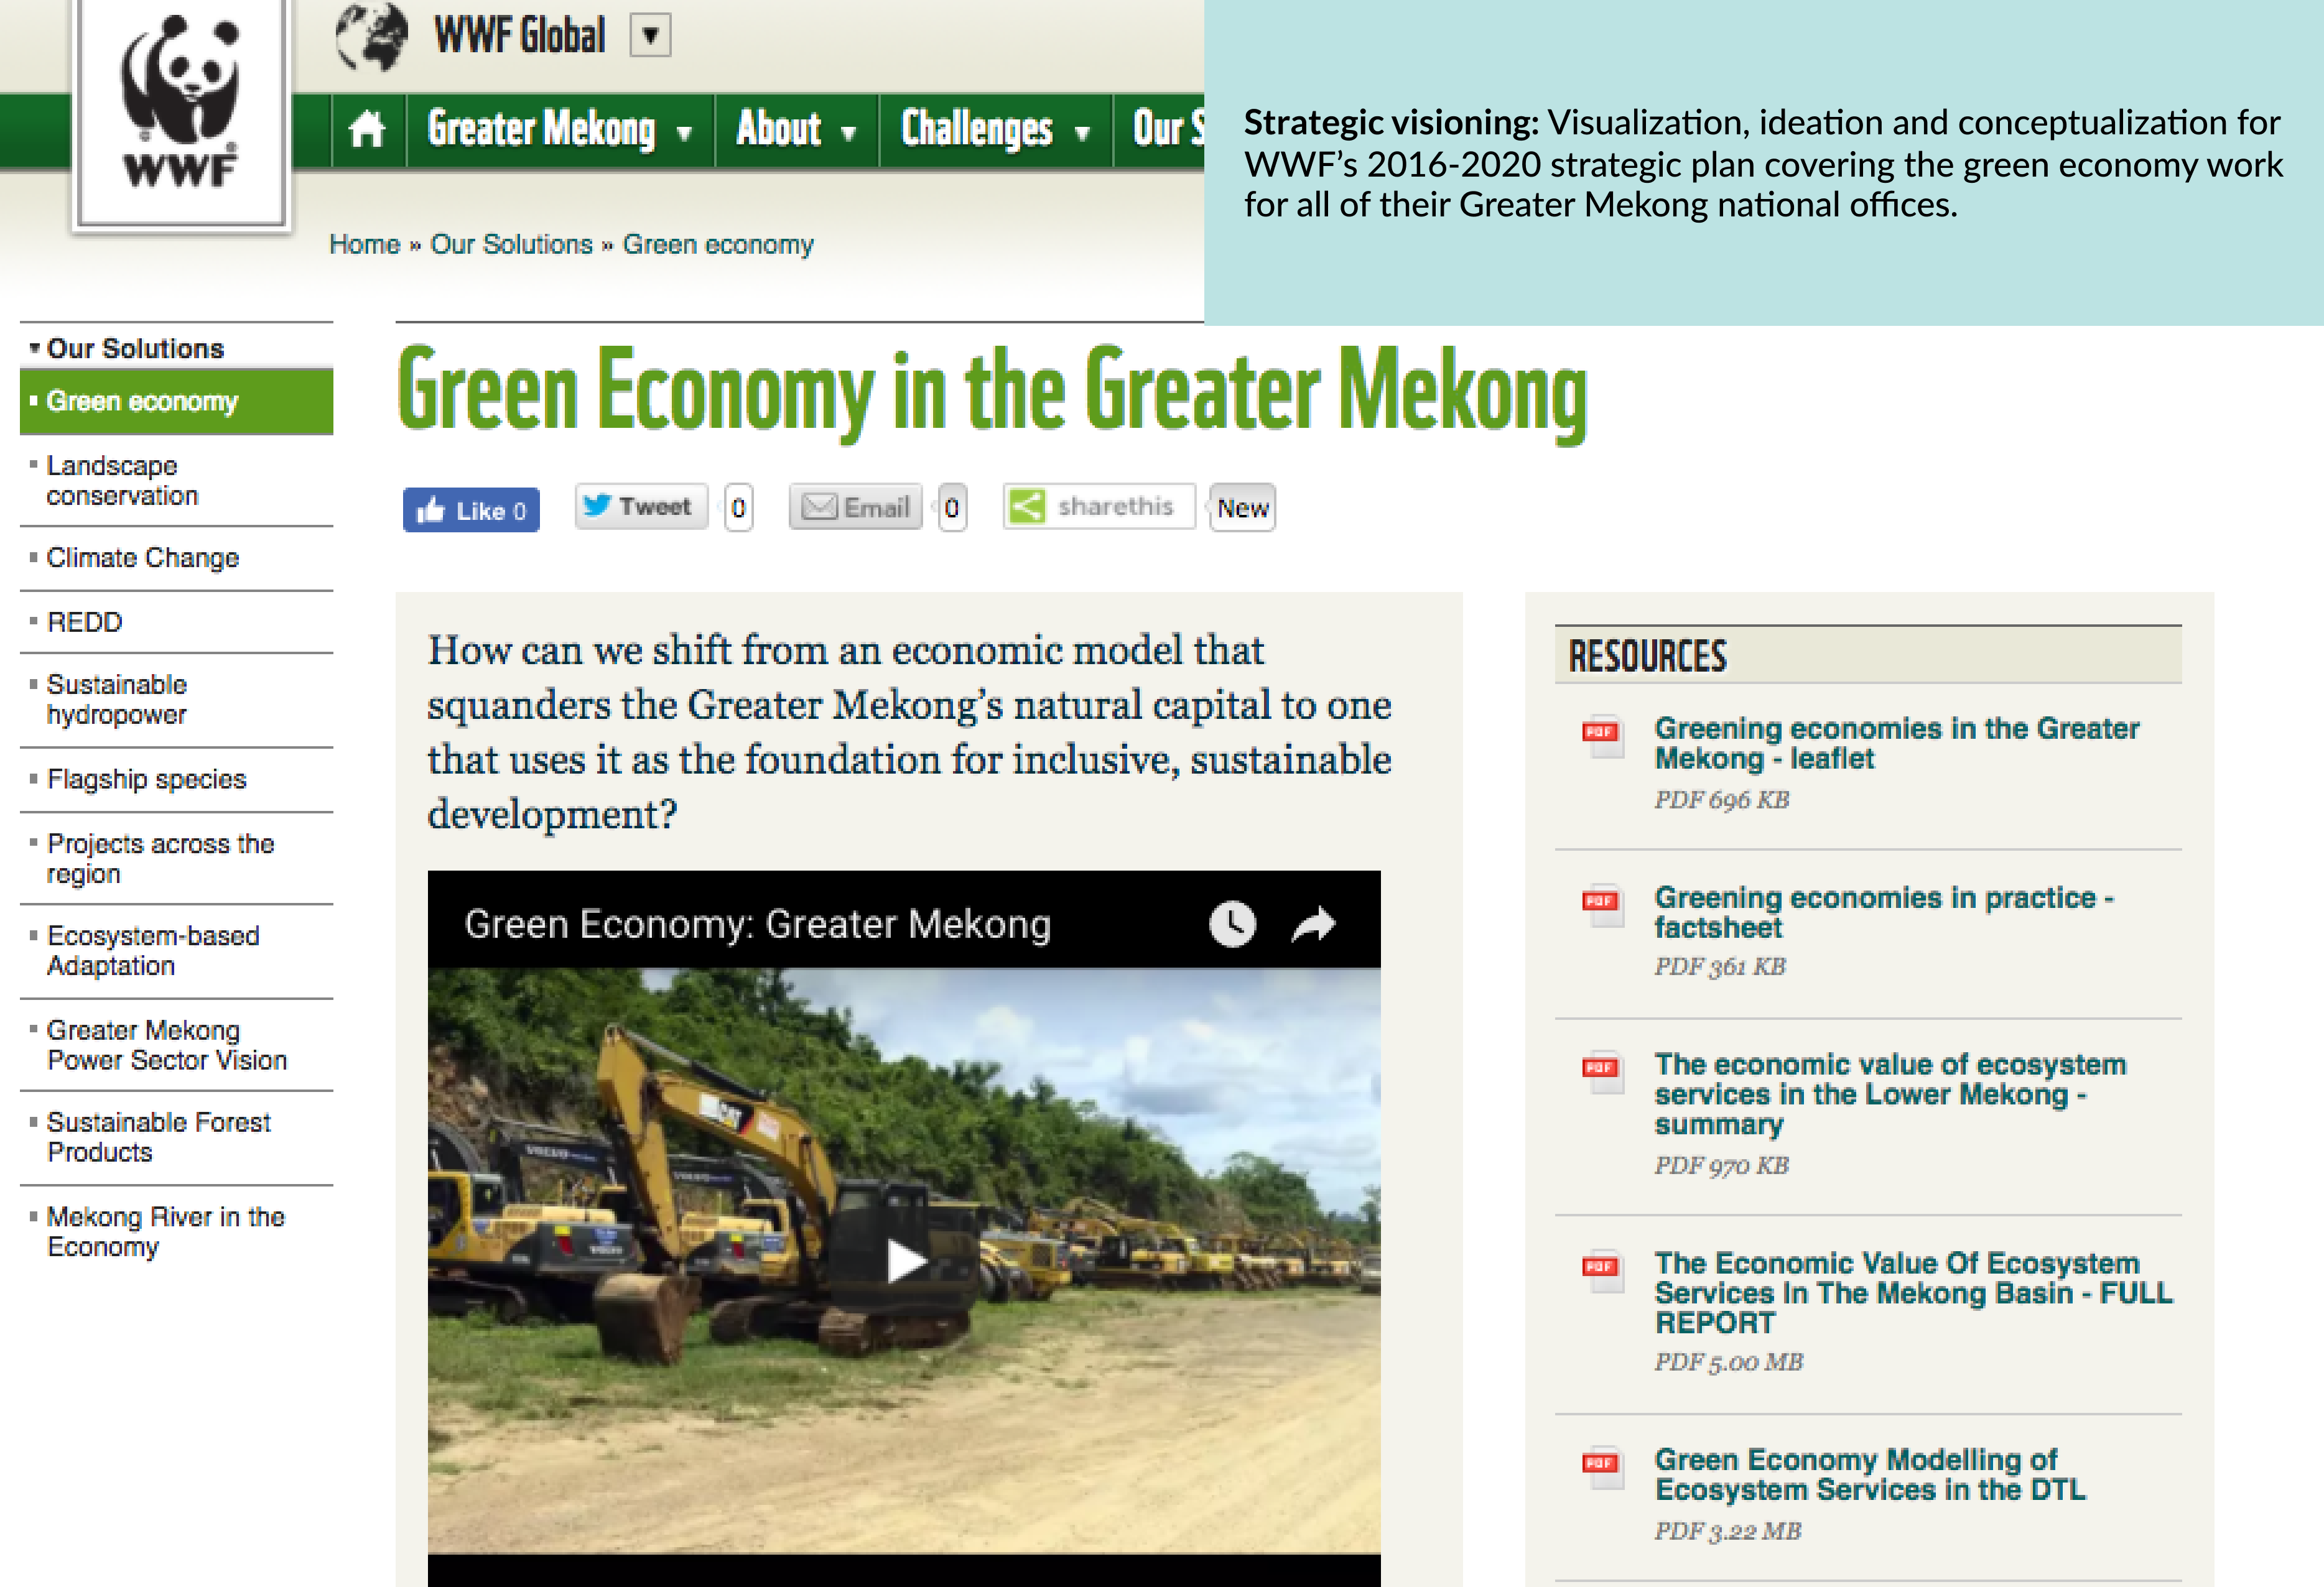 WWF Global
WWF
Greater Mekong
About
Challenges
Our S
Strategic visioning: Visualization, ideation and conceptualization for
WWF’s 2016-2020 strategic plan covering the green economy work
for all of their Greater Mekong national offices.
Home » Our Solutions » Green economy
Our Solutions
Green economy
Landscape
conservation
Climate Change
REDD
Sustainable
hydropower
Flagship species
Projects across the
region
Ecosystem-based
Adaptation
Greater Mekong
Power Sector Vision
Sustainable Forest
Products
Mekong River in the
Economy
Green Economy in the Greater Mekong
Like 0
Tweet 0
Email 0
sharethis New
How can we shift from an economic model that
squanders the Greater Mekong’s natural capital to one
that uses it as the foundation for inclusive, sustainable
development?
Green Economy: Greater Mekong
CAT
VOLVO
VOLVO
VOLVO
RESOURCES
PDF
Greening economies in the Greater
Mekong - leaflet
PDF 696 KB
PDF
Greening economies in practice -
factsheet
PDF 361 KB
PDF
The economic value of ecosystem
services in the Lower Mekong -
summary
PDF 970 KB
PDF
The Economic Value Of Ecosystem
Services In The Mekong Basin - FULL
REPORT
PDF 5.00 MB
PDF
Green Economy Modelling of
Ecosystem Services in the DTL
PDF 3.22 MB